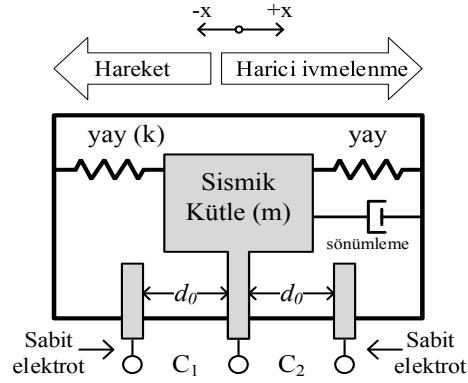 -x +x
Hareket Harici ivmelenme
yay (k) yay
Sismik
Kütle (m)
sönümleme
d₀ d₀
Sabit
elektrot
C₁ C₂
Sabit
elektrot